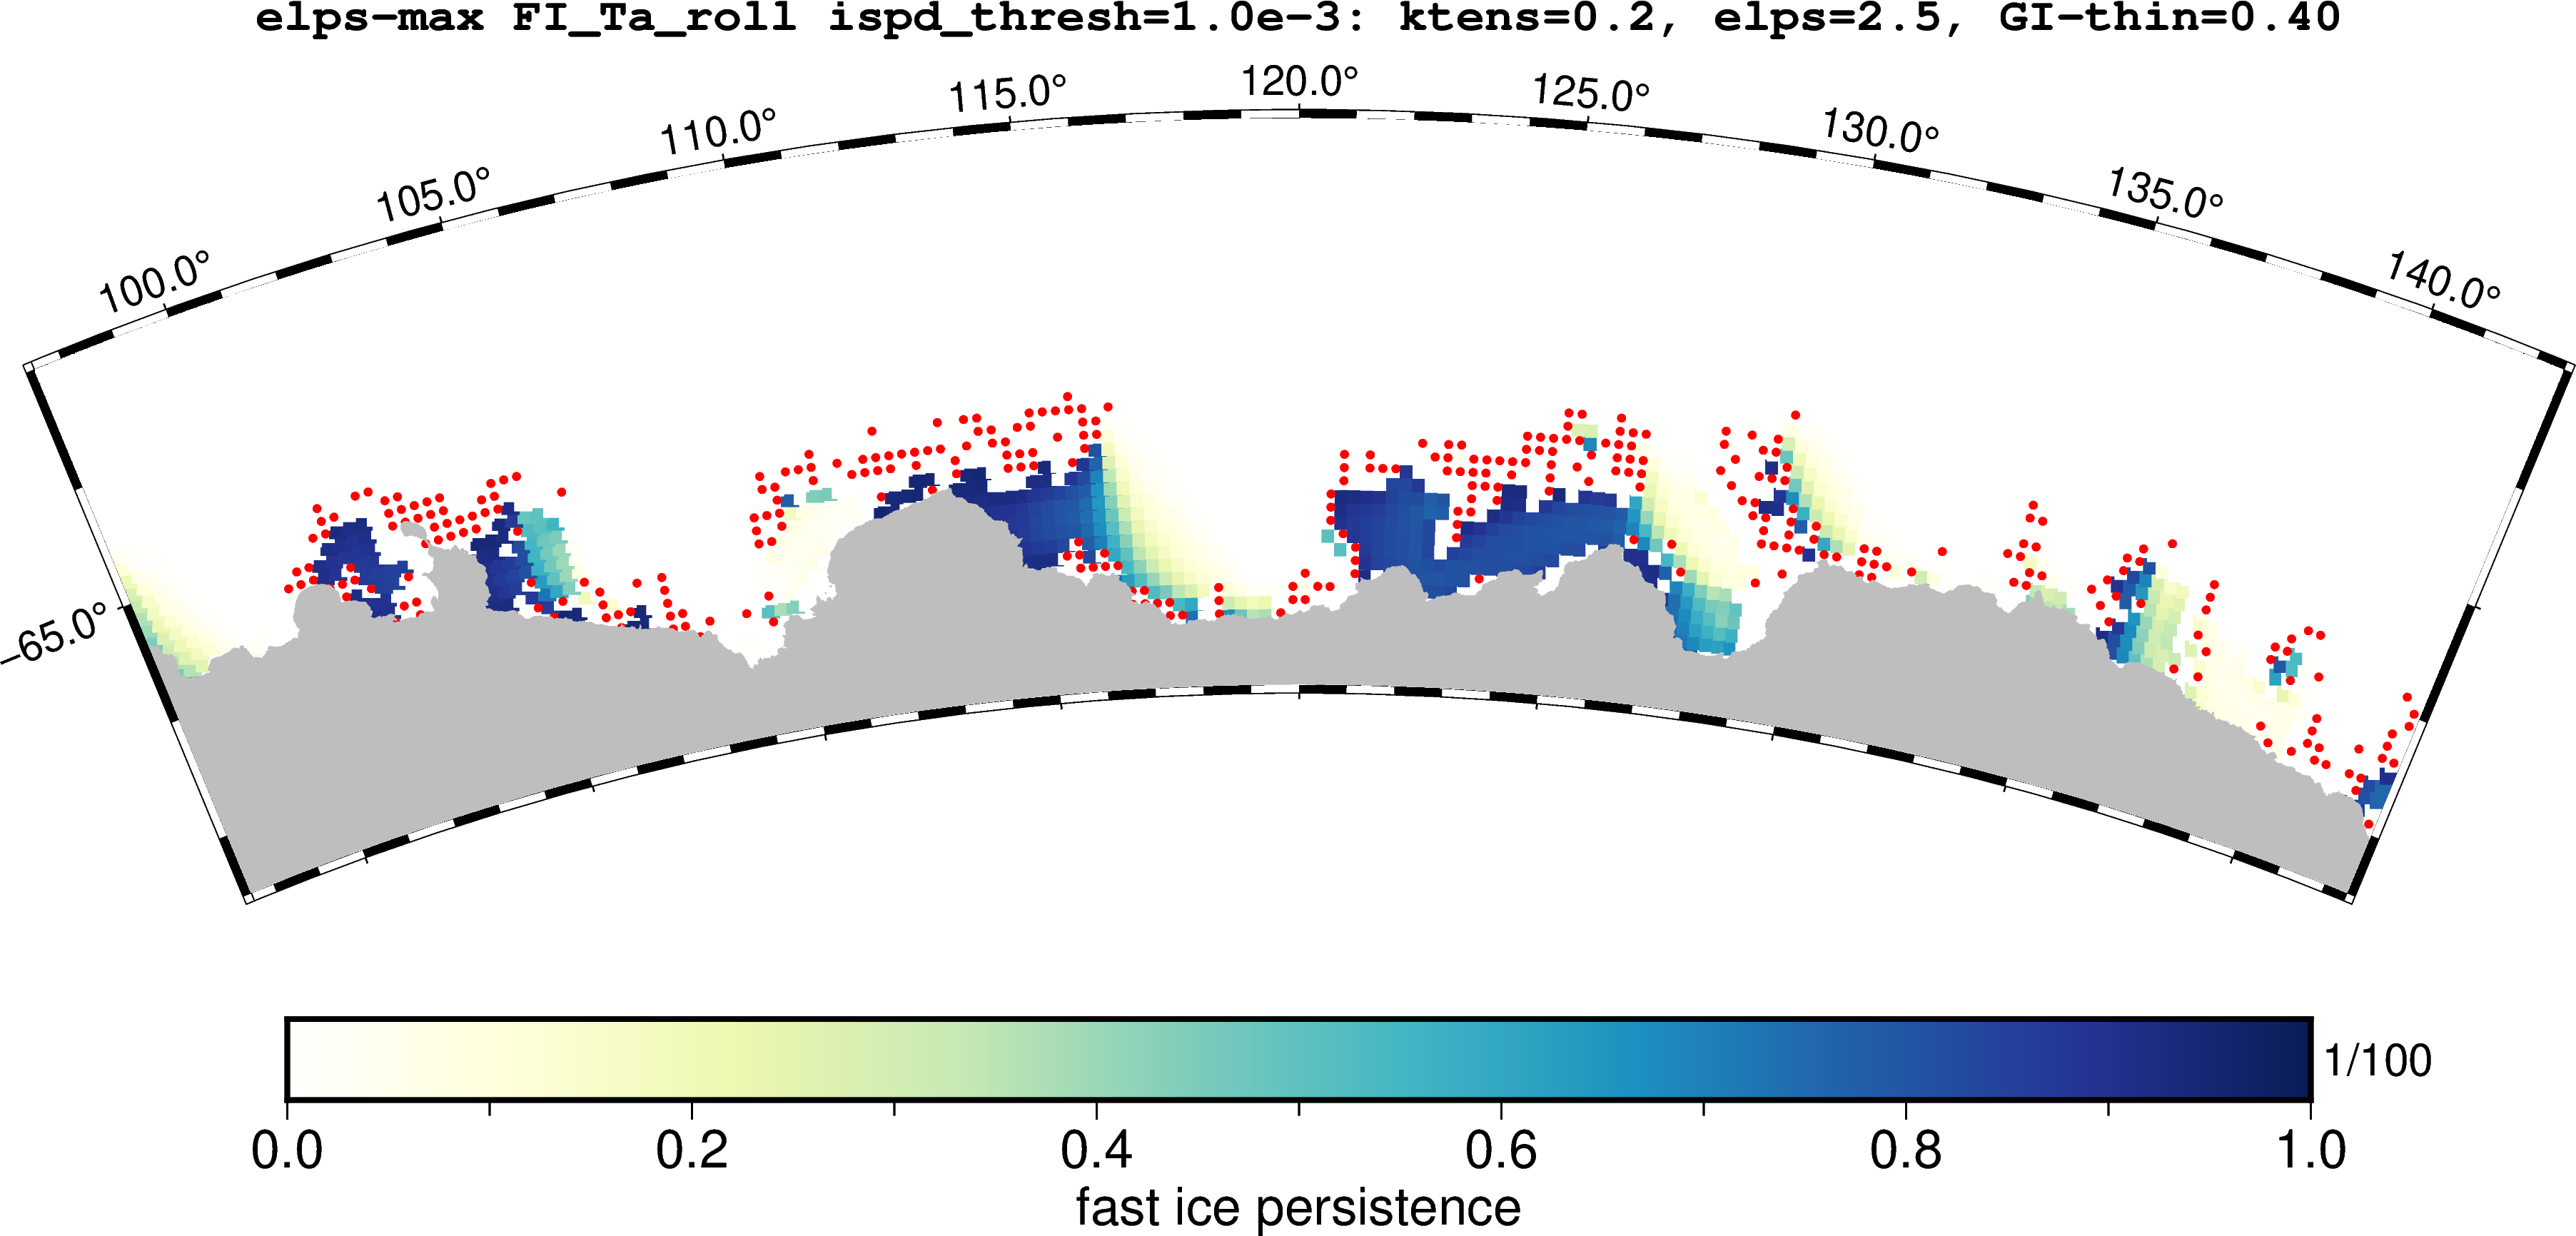 elps-max FI_Ta_roll ispd_thresh=1.0e-3: ktens=0.2, elps=2.5, GI-thin=0.40
100.0° 105.0° 110.0° 115.0° 120.0° 125.0° 130.0° 135.0° 140.0°
-65.0°
1/100
0.0 0.2 0.4 0.6 0.8 1.0
fast ice persistence